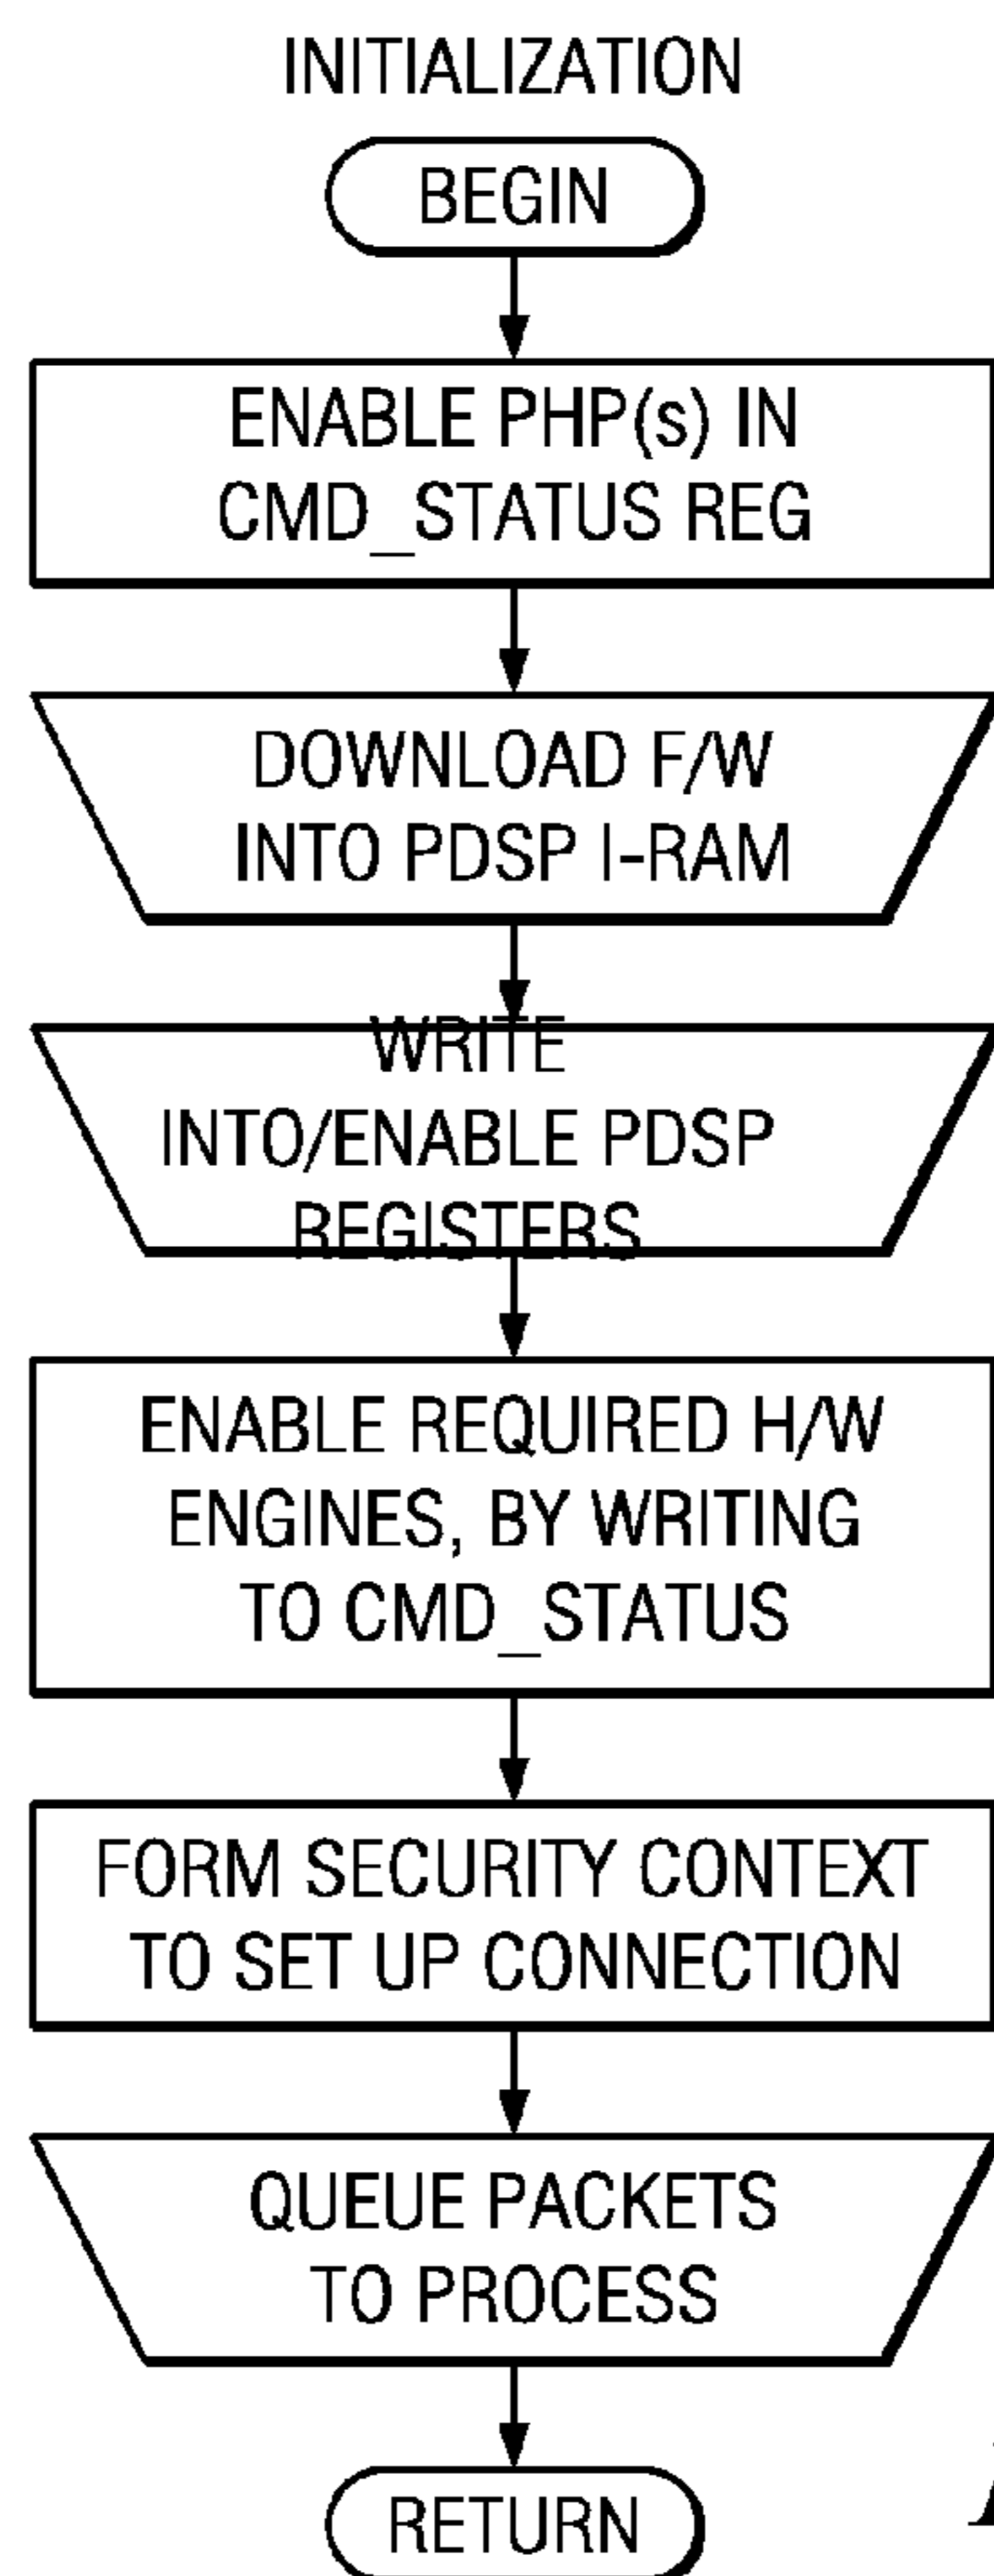 INITIALIZATION
BEGIN
ENABLE PHP(s) IN
CMD_STATUS REG
DOWNLOAD F/W
INTO PDSP I-RAM
WRITE
INTO/ENABLE PDSP
REGISTERS
ENABLE REQUIRED H/W
ENGINES, BY WRITING
TO CMD_STATUS
FORM SECURITY CONTEXT
TO SET UP CONNECTION
QUEUE PACKETS
TO PROCESS
RETURN